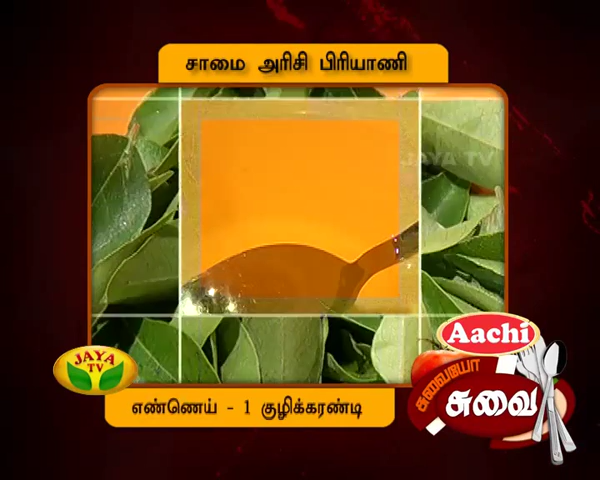 சாமை அரிசி பிரியாணி
JAYA TV
Aachi
JAYA
TV
சுவையோ
சுவை
எண்ணெய் - 1 குழிக்கரண்டி